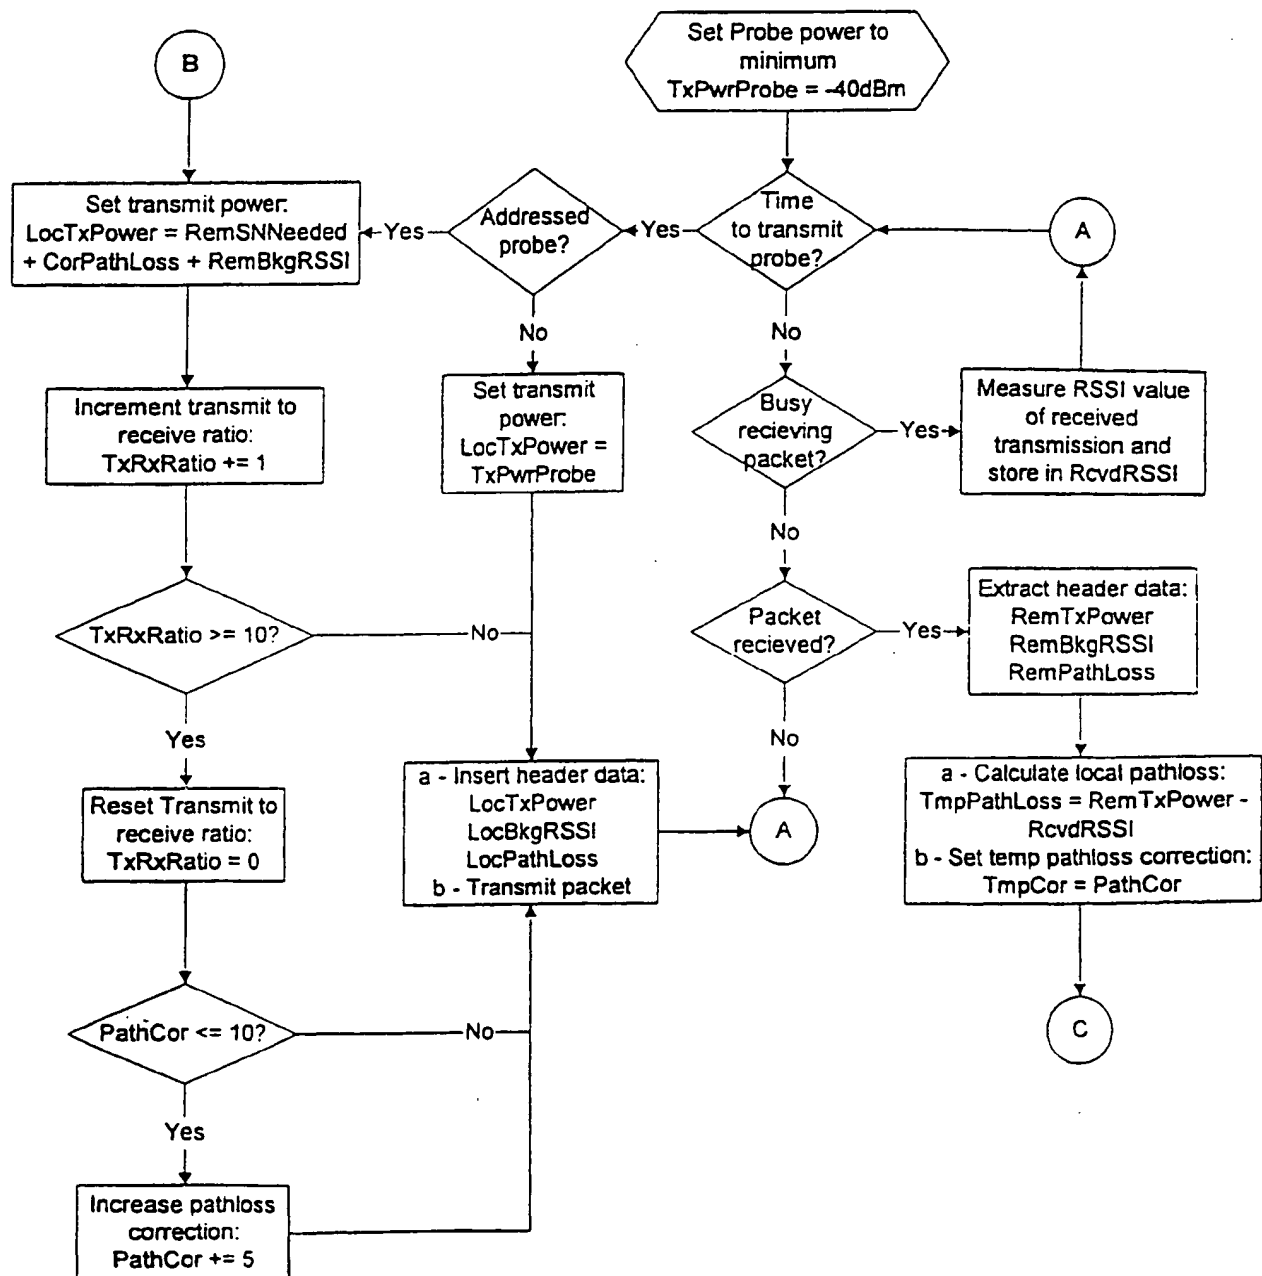 Set Probe power to
minimum
TxPwrProbe = -40dBm
B
Set transmit power:
LocTxPower = RemSNNeeded
+ CorPathLoss + RemBkgRSSI
Yes
Addressed
probe?
Yes
Time
to transmit
probe?
A
No
No
Increment transmit to
receive ratio:
TxRxRatio += 1
Set transmit
power:
LocTxPower =
TxPwrProbe
Busy
recieving
packet?
Yes
Measure RSSI value
of received
transmission and
store in RcvdRSSI
No
TxRxRatio >= 10?
No
Packet
recieved?
Yes
Extract header data:
RemTxPower
RemBkgRSSI
RemPathLoss
Yes
No
Reset Transmit to
receive ratio:
TxRxRatio = 0
a - Insert header data:
LocTxPower
LocBkgRSSI
LocPathLoss
b - Transmit packet
A
a - Calculate local pathloss:
TmpPathLoss = RemTxPower -
RcvdRSSI
b - Set temp pathloss correction:
TmpCor = PathCor
PathCor <= 10?
No
C
Yes
Increase pathloss
correction:
PathCor += 5